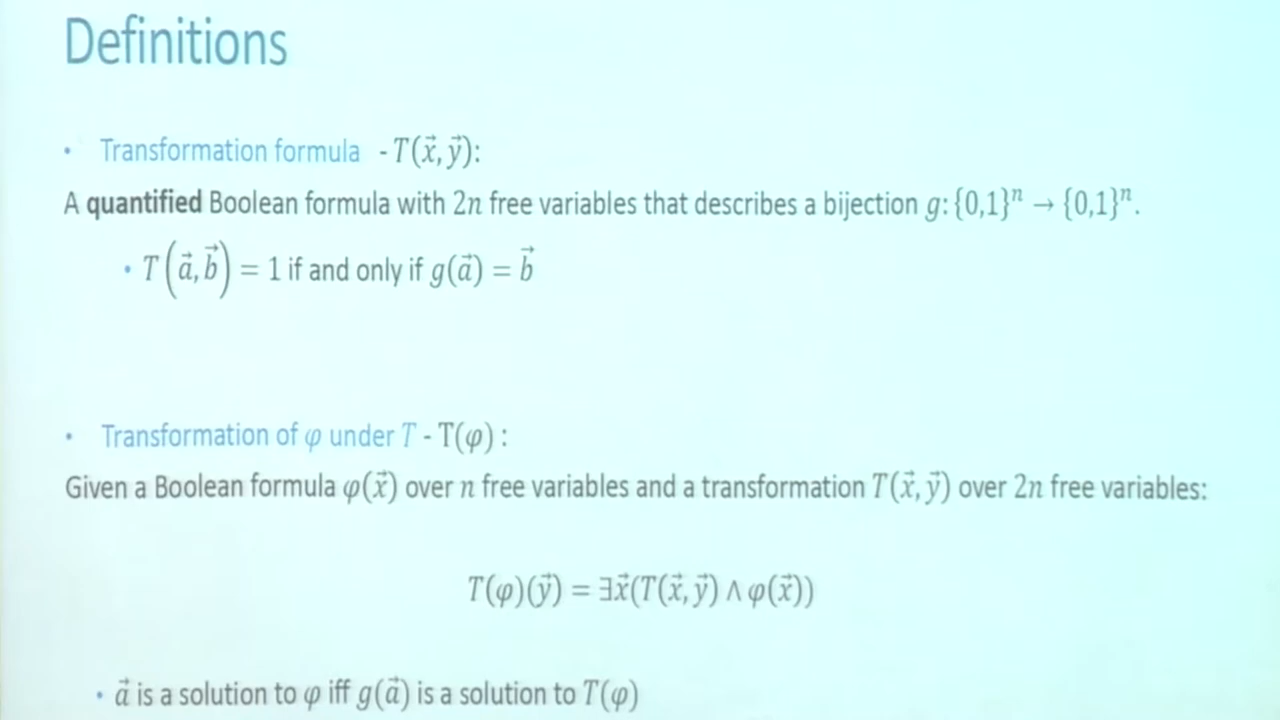 Definitions
• Transformation formula - T(x⃗, y⃗):
A quantified Boolean formula with 2n free variables that describes a bijection g: {0,1}ⁿ → {0,1}ⁿ.
• T(a⃗, b⃗) = 1 if and only if g(a⃗) = b⃗
• Transformation of φ under T - T(φ) :
Given a Boolean formula φ(x⃗) over n free variables and a transformation T(x⃗, y⃗) over 2n free variables:
T(φ)(y⃗) = ∃x⃗(T(x⃗, y⃗) ∧ φ(x⃗))
• a⃗ is a solution to φ iff g(a⃗) is a solution to T(φ)